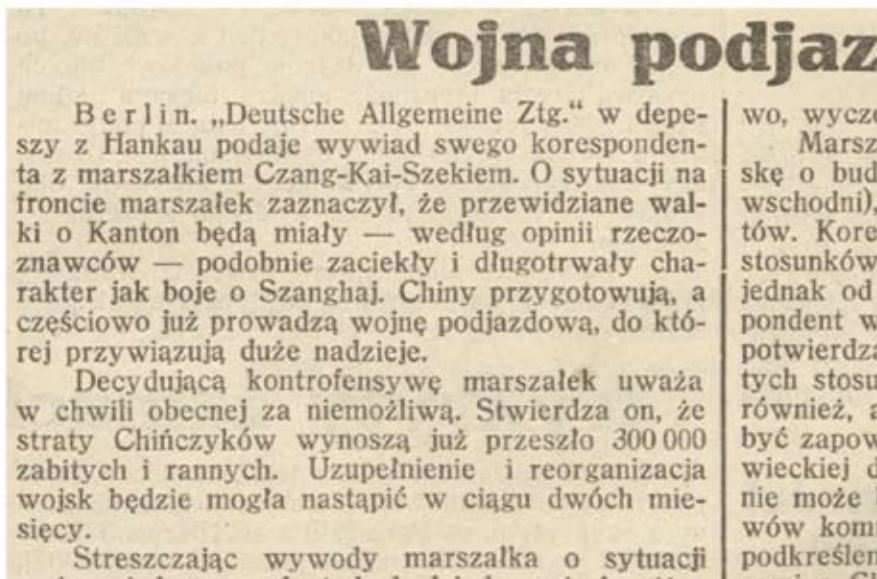 Wojna podjaz
Berlin. „Deutsche Allgemeine Ztg.“ w depe-
szy z Hankau podaje wywiad swego koresponden-
ta z marszałkiem Czang-Kai-Szekiem. O sytuacji na
froncie marszałek zaznaczył, że przewidziane wal-
ki o Kanton będą miały — według opinii rzeczo-
znawców — podobnie zaciekły i długotrwały cha-
rakter jak boje o Szanghaj. Chiny przygotowują, a
częściowo już prowadzą wojnę podjazdową, do któ-
rej przywiązują duże nadzieje.
Decydującą kontrofensywę marszałek uważa
w chwili obecnej za niemożliwą. Stwierdza on, że
straty Chińczyków wynoszą już przeszło 300 000
zabitych i rannych. Uzupełnienie i reorganizacja
wojsk będzie mogła nastąpić w ciągu dwóch mie-
sięcy.
Streszczając wywody marszałka o sytuacji
wo, wycze
Marsz
skę o bud
wschodni),
tów. Kore
stosunków
jednak od
pondent w
potwierdza
tych stosu
również, a
być zapow
wieckiej d
nie może
wów kom
podkreślen